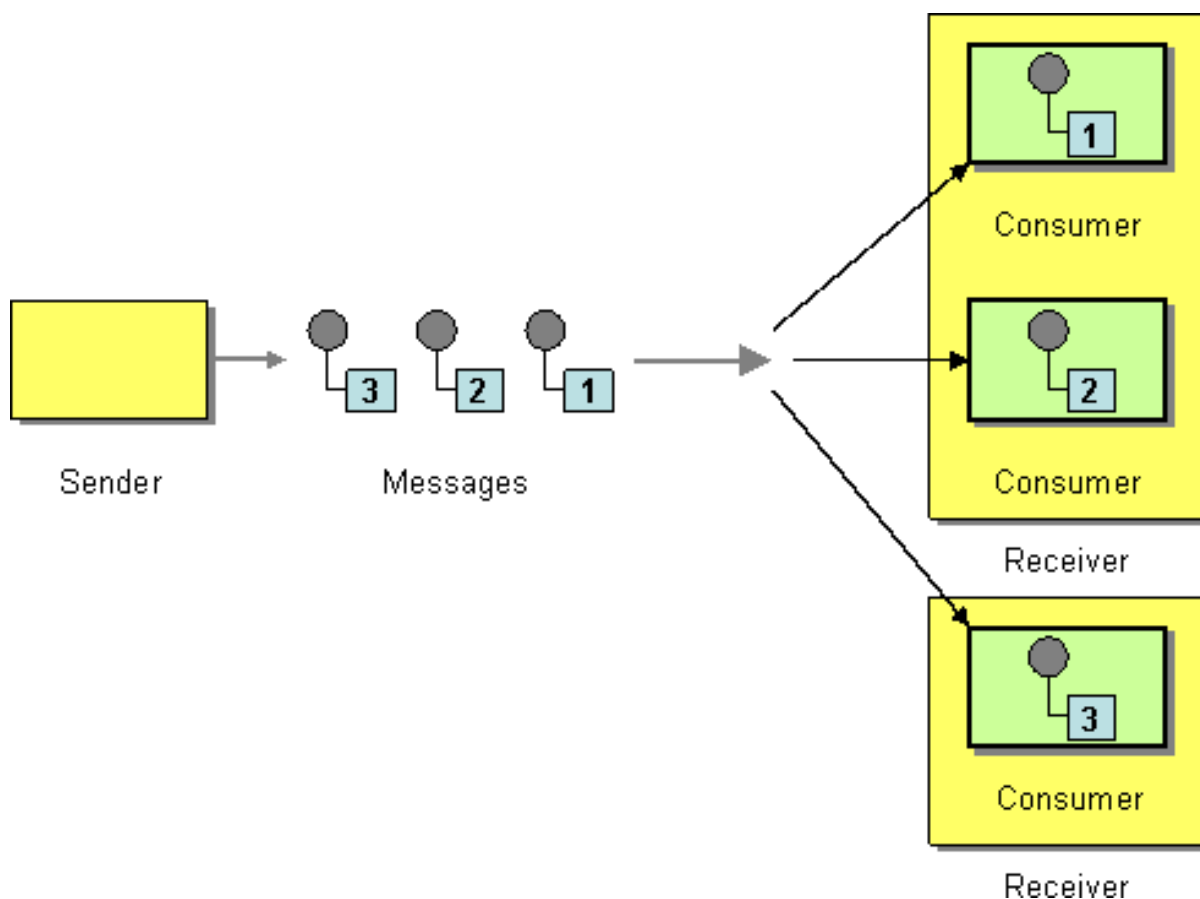 1
Consumer
3 2 1
2
Sender
Messages
Consumer
Receiver
3
Consumer
Receiver